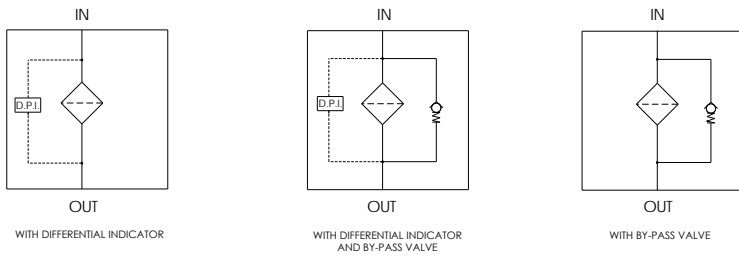 IN
D.P.I.
OUT
WITH DIFFERENTIAL INDICATOR
IN
D.P.I.
OUT
WITH DIFFERENTIAL INDICATOR
AND BY-PASS VALVE
IN
OUT
WITH BY-PASS VALVE